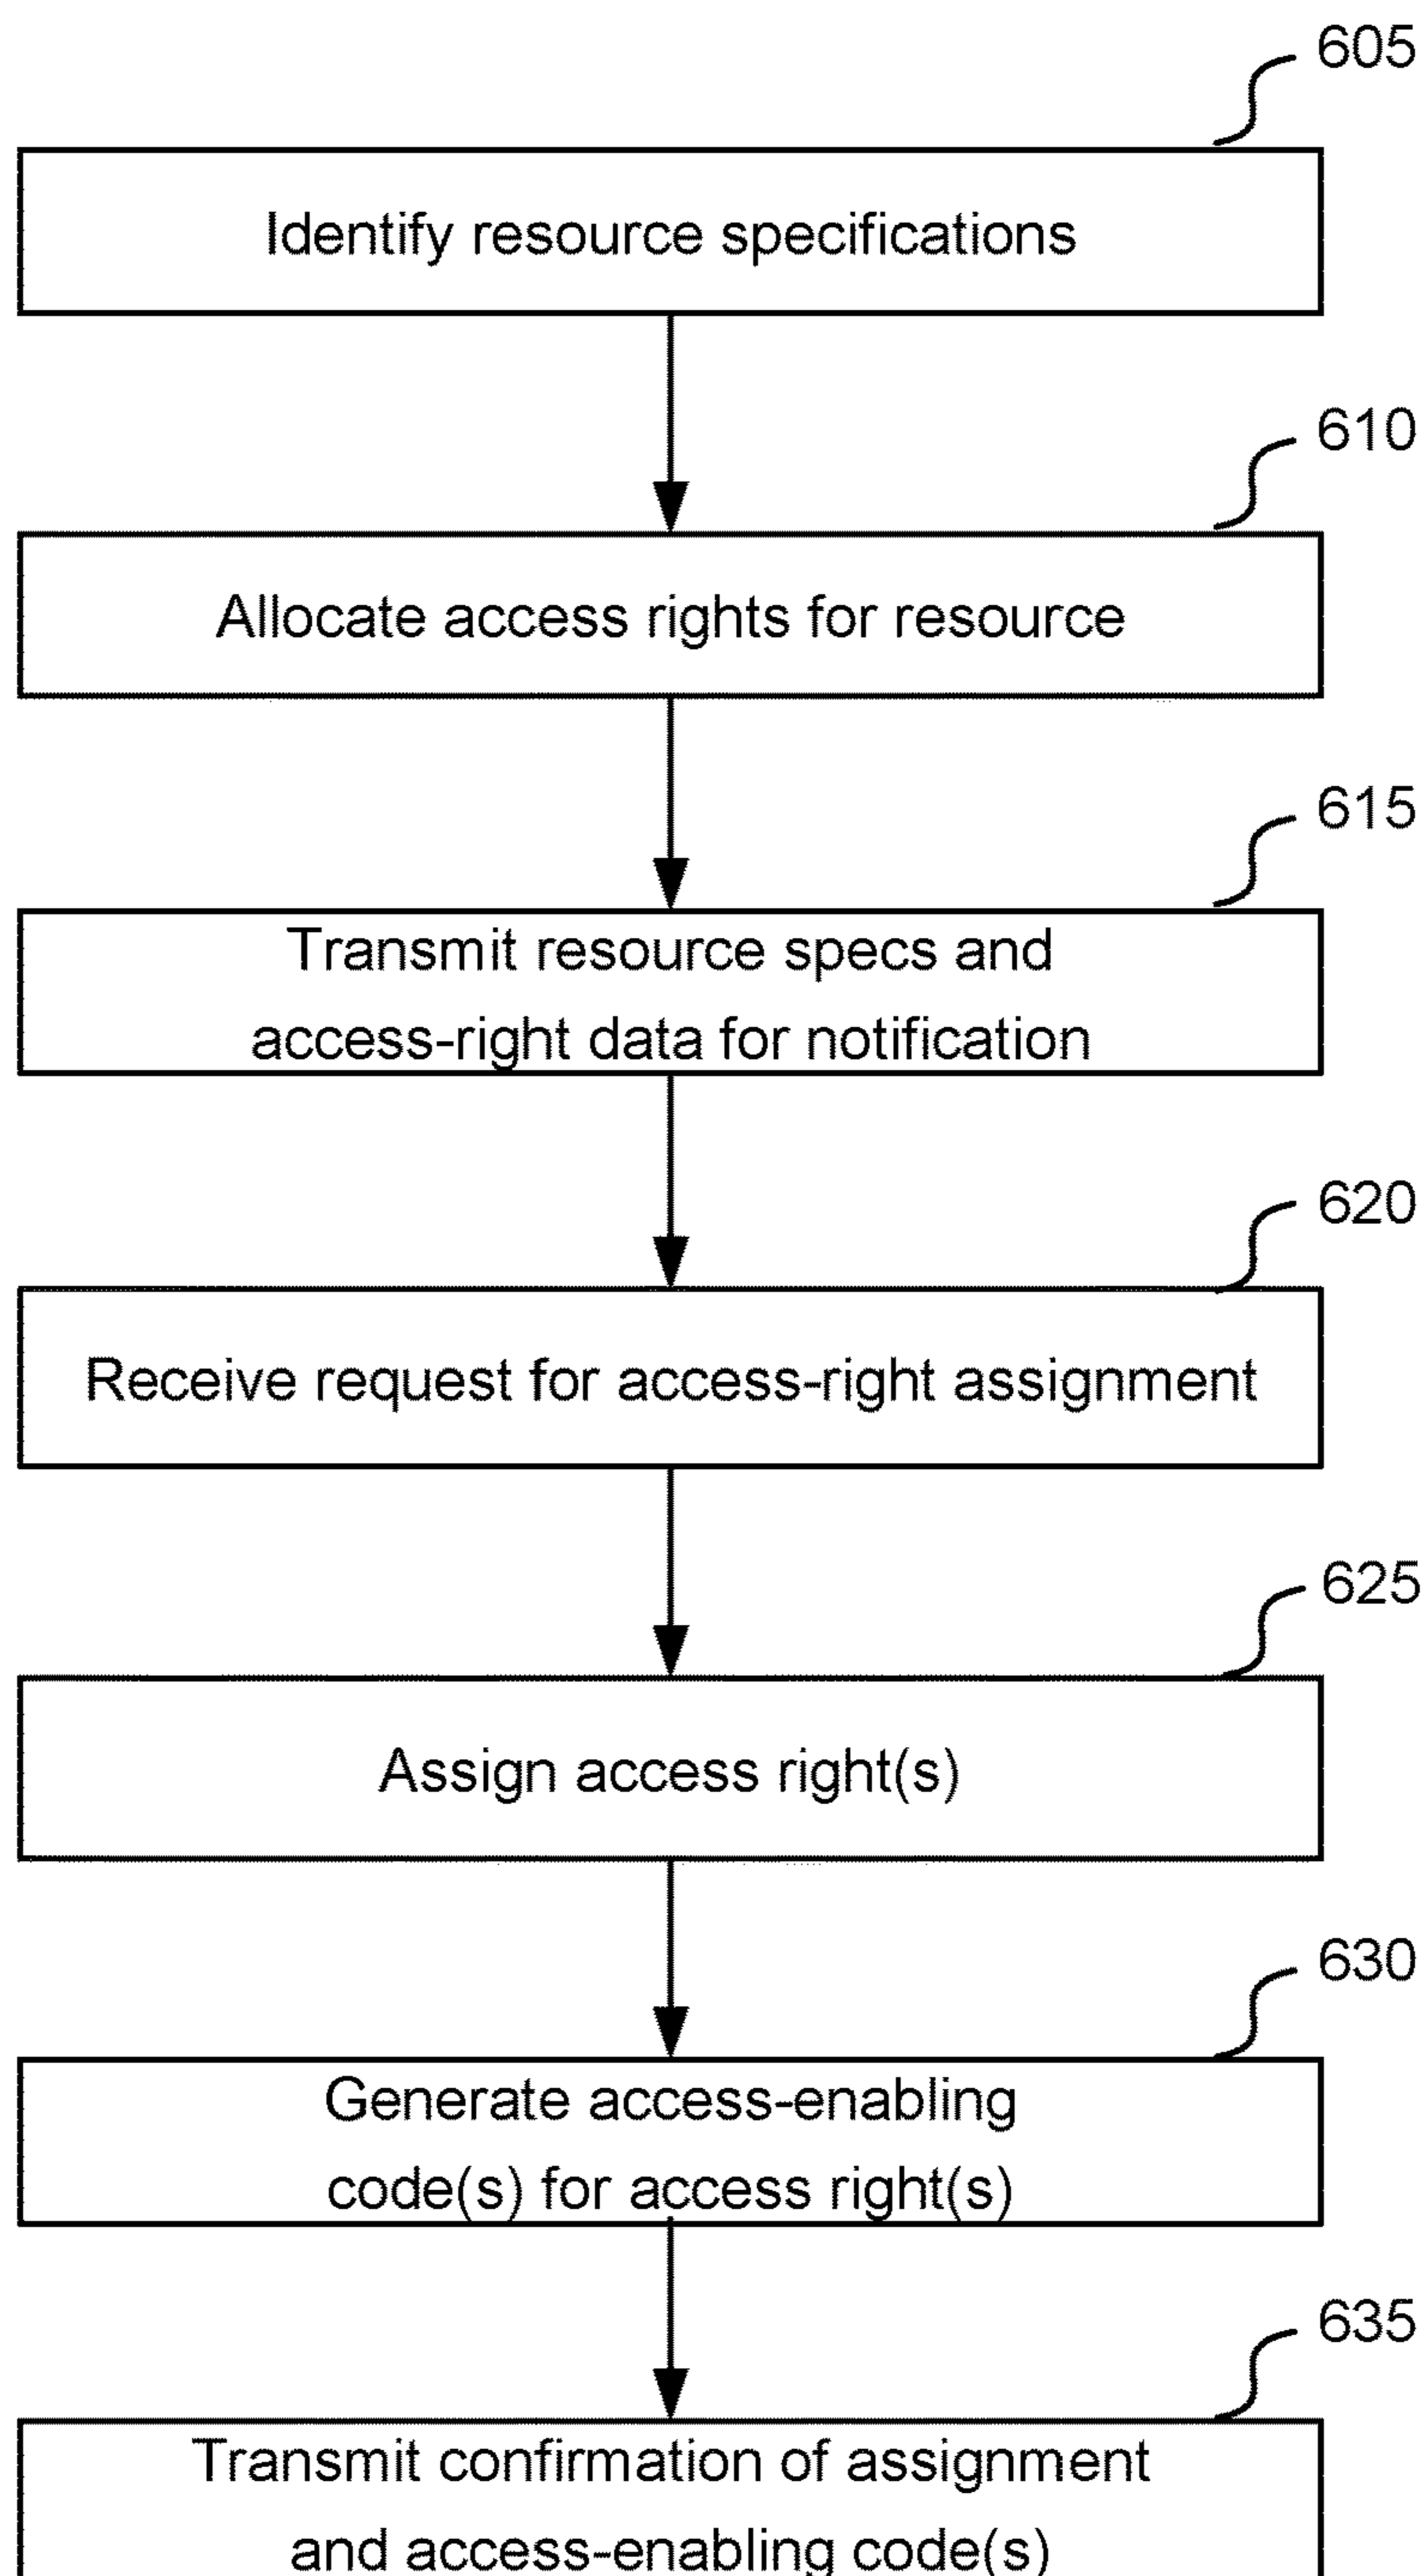 605
Identify resource specifications
610
Allocate access rights for resource
615
Transmit resource specs and
access-right data for notification
620
Receive request for access-right assignment
625
Assign access right(s)
630
Generate access-enabling
code(s) for access right(s)
635
Transmit confirmation of assignment
and access-enabling code(s)